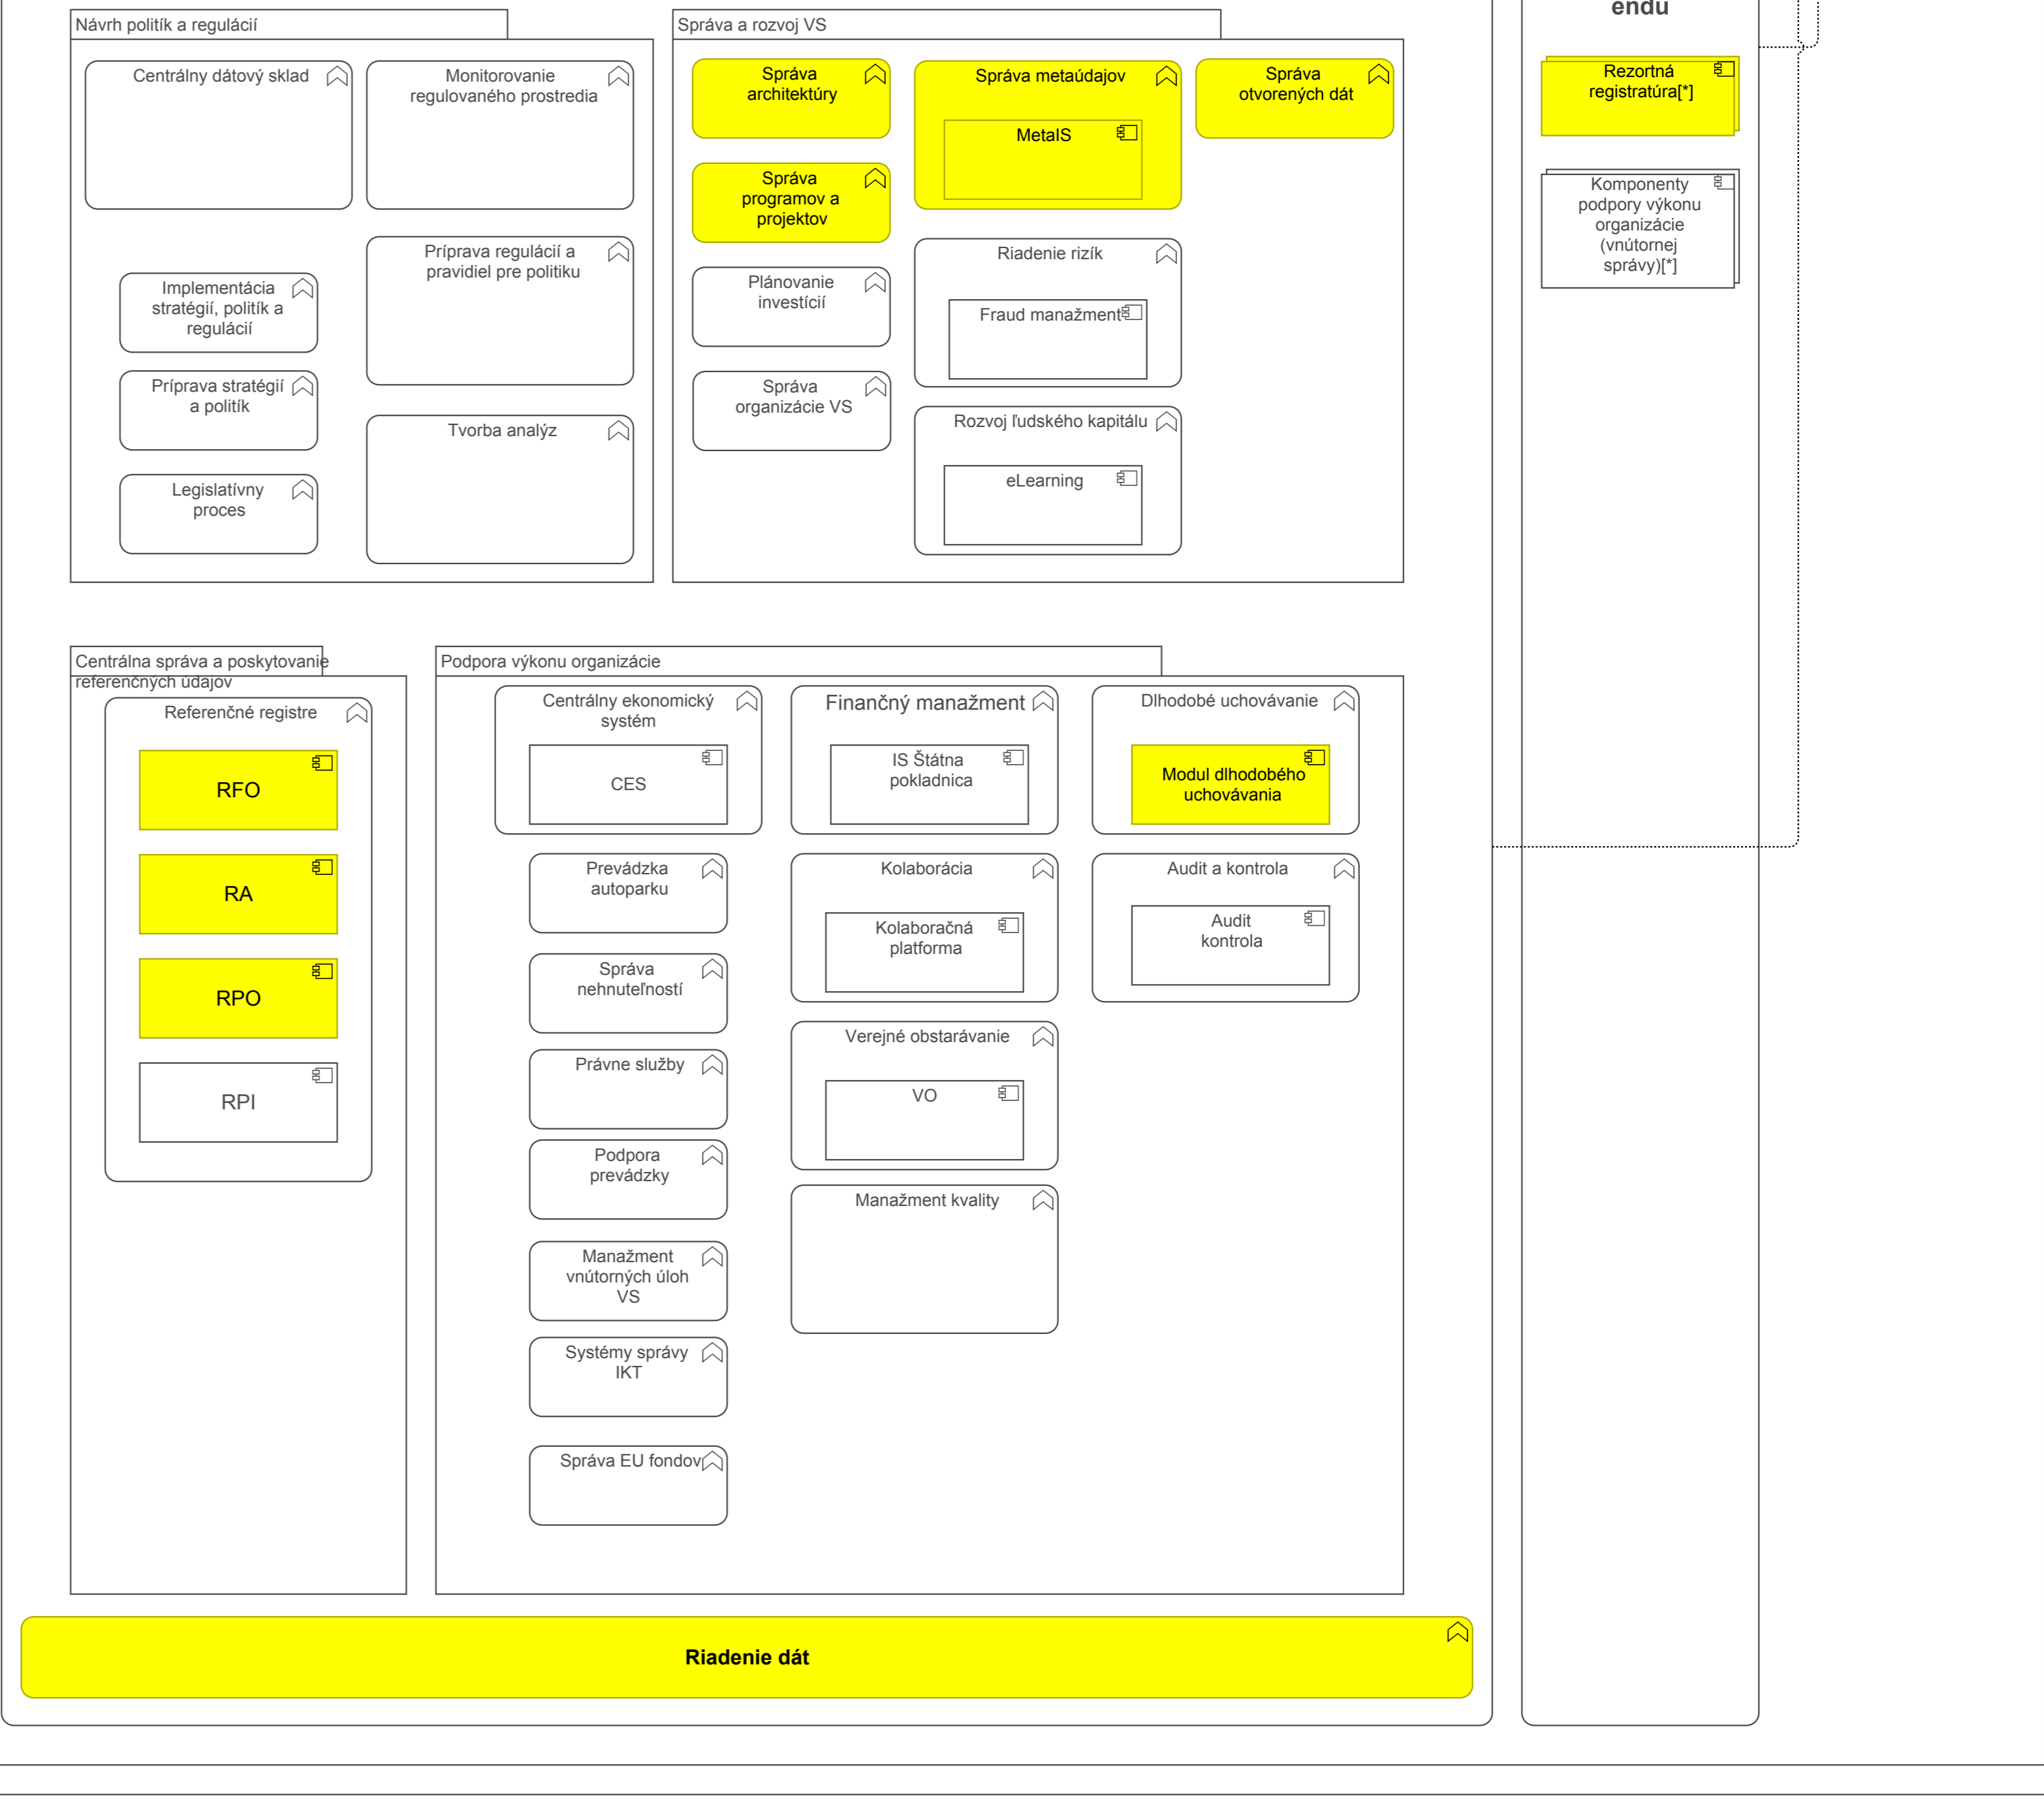 endu
Návrh politík a regulácií
Centrálny dátový sklad
Monitorovanie
regulovaného prostredia
Implementácia
stratégií, politík a
regulácií
Príprava regulácií a
pravidiel pre politiku
Príprava stratégií
a politík
Tvorba analýz
Legislatívny
proces
Správa a rozvoj VS
Správa
architektúry
Správa metaúdajov
MetaIS
Správa
otvorených dát
Správa
programov a
projektov
Plánovanie
investícií
Riadenie rizík
Fraud manažment
Správa
organizácie VS
Rozvoj ľudského kapitálu
eLearning
Rezortná
registratúra[*]
Komponenty
podpory výkonu
organizácie
(vnútornej
správy)[*]
Centrálna správa a poskytovanie
referenčných údajov
Referenčné registre
RFO
RA
RPO
RPI
Podpora výkonu organizácie
Centrálny ekonomický
systém
CES
Finančný manažment
IS Štátna
pokladnica
Dlhodobé uchovávanie
Modul dlhodobého
uchovávania
Prevádzka
autoparku
Kolaborácia
Kolaboračná
platforma
Audit a kontrola
Audit
kontrola
Správa
nehnuteľností
Právne služby
Verejné obstarávanie
VO
Podpora
prevádzky
Manažment kvality
Manažment
vnútorných úloh
VS
Systémy správy
IKT
Správa EU fondov
Riadenie dát